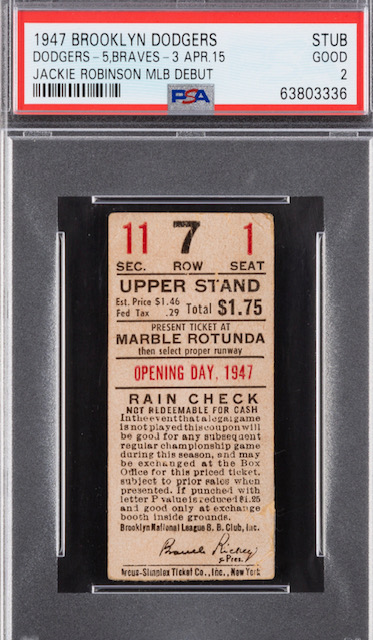 1947 BROOKLYN DODGERS STUB
DODGERS-5,BRAVES-3 APR.15 GOOD
JACKIE ROBINSON MLB DEBUT 2
PSA 63803336
11 7 1
SEC. ROW SEAT
UPPER STAND
Est. Price $1.46
Fed Tax .29 Total $1.75
PRESENT TICKET AT
MARBLE ROTUNDA
then select proper runway
OPENING DAY, 1947
RAIN CHECK
NOT REDEEMABLE FOR CASH
In the event that a legal game
is not played this coupon will
be good for any subsequent
regular championship game
during this season, and may
be exchanged at the Box
Office for this priced ticket,
subject to prior sales when
presented. If punched with
letter P value is reduced $1.25
and good only at exchange
booth inside grounds.
Brooklyn National League B. B. Club, Inc.
Branch Rickey
Pres.
Arcus-Simplex Ticket Co., Inc., New York